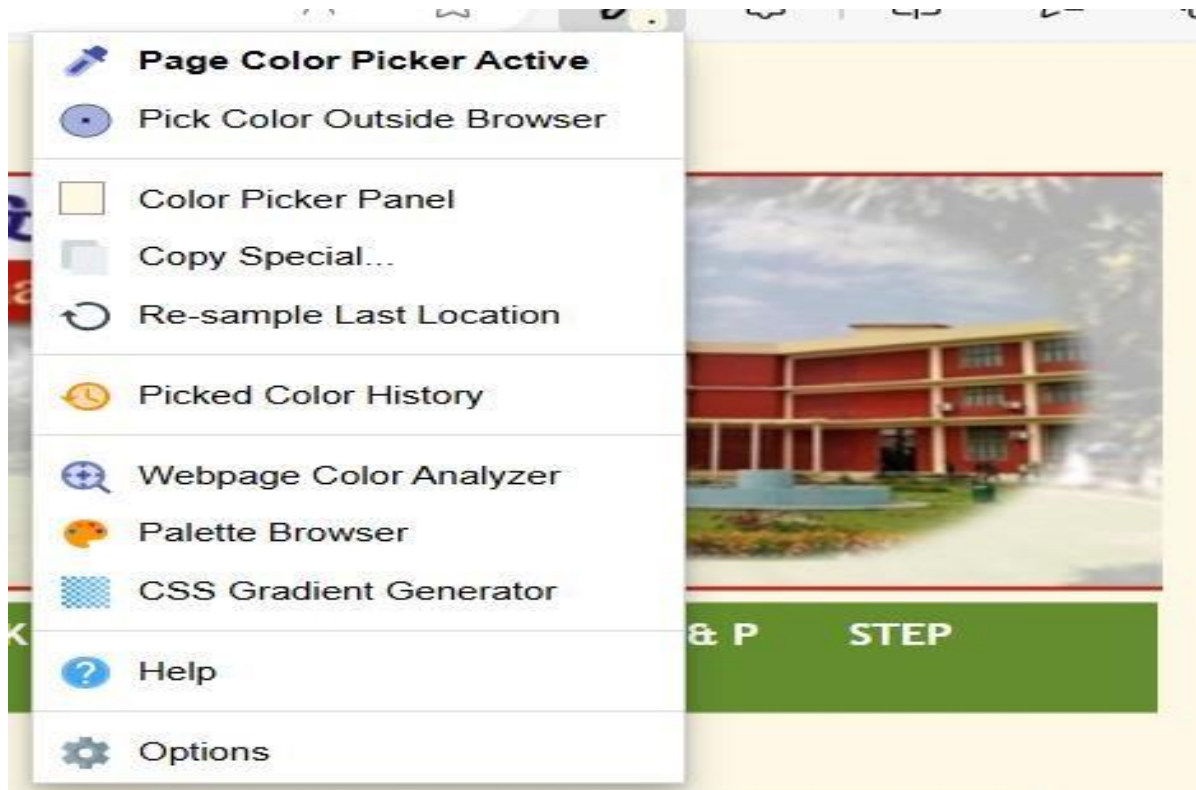 Page Color Picker Active
Pick Color Outside Browser
Color Picker Panel
Copy Special...
Re-sample Last Location
Picked Color History
Webpage Color Analyzer
Palette Browser
CSS Gradient Generator
K & P STEP
Help
Options